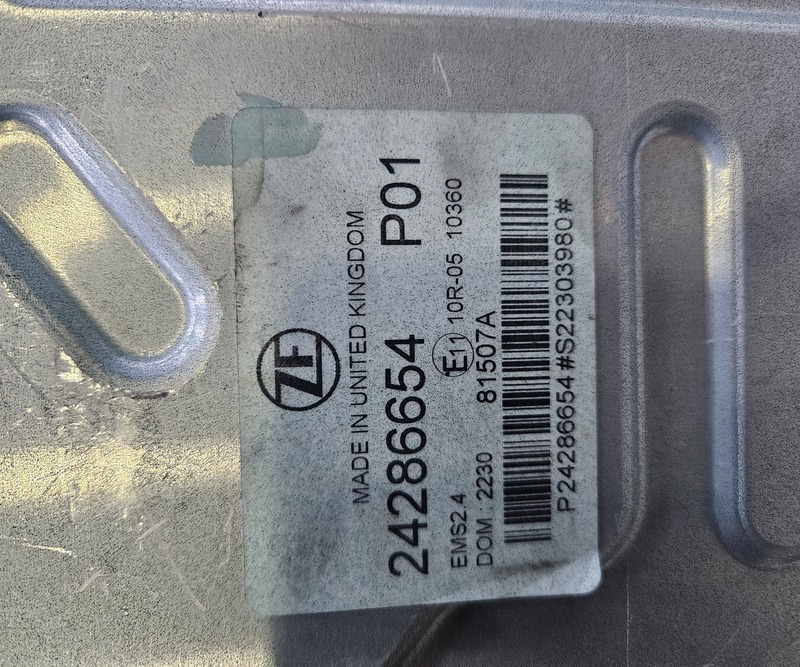 ZF
MADE IN UNITED KINGDOM
24286654 P01
EMS2.4 E11 10R-05 10360
DOM : 2230 81507A
P24286654#S22303980#